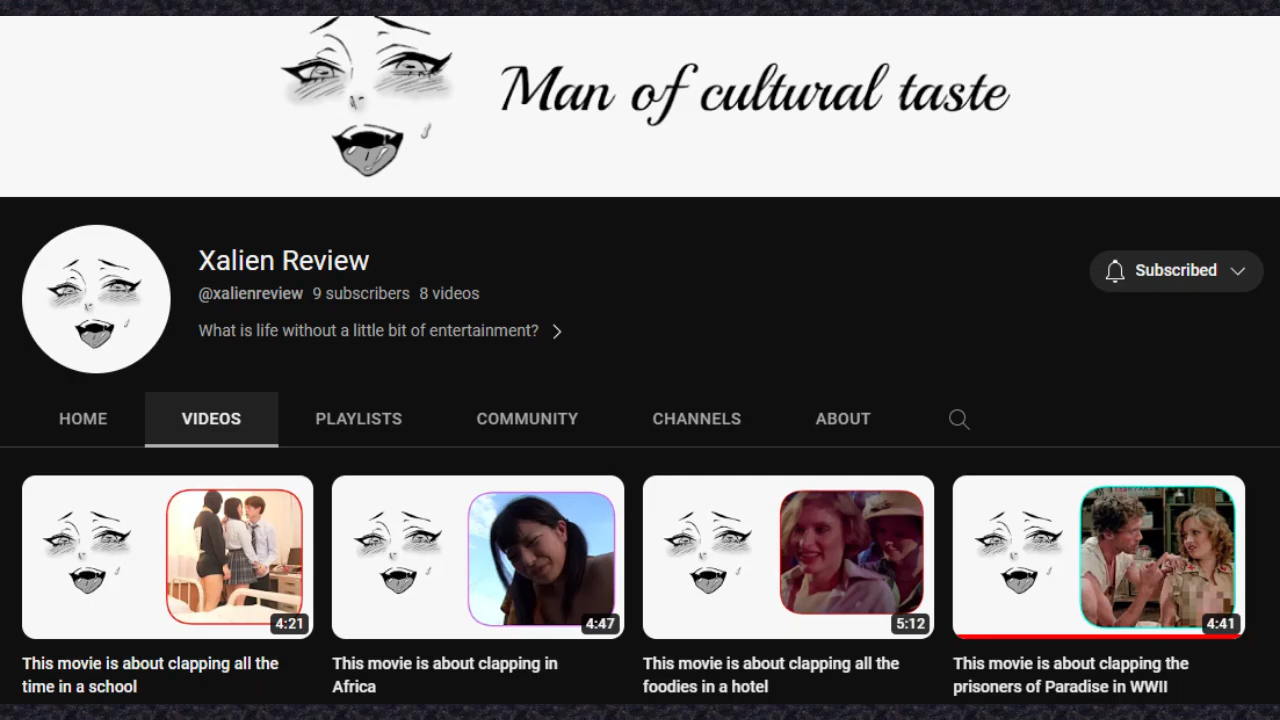 Man of cultural taste
Xalien Review
@xalienreview 9 subscribers 8 videos
What is life without a little bit of entertainment?
Subscribed
HOME VIDEOS PLAYLISTS COMMUNITY CHANNELS ABOUT
4:21
4:47
5:12
4:41
This movie is about clapping all the
time in a school
This movie is about clapping in
Africa
This movie is about clapping all the
foodies in a hotel
This movie is about clapping the
prisoners of Paradise in WWII